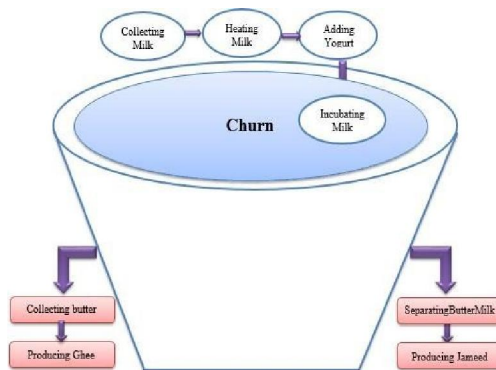 Collecting
Milk
Heating
Milk
Adding
Yogurt
Churn
Incubating
Milk
Collecting butter
Producing Ghee
SeparatingButterMilk
Producing Jameed